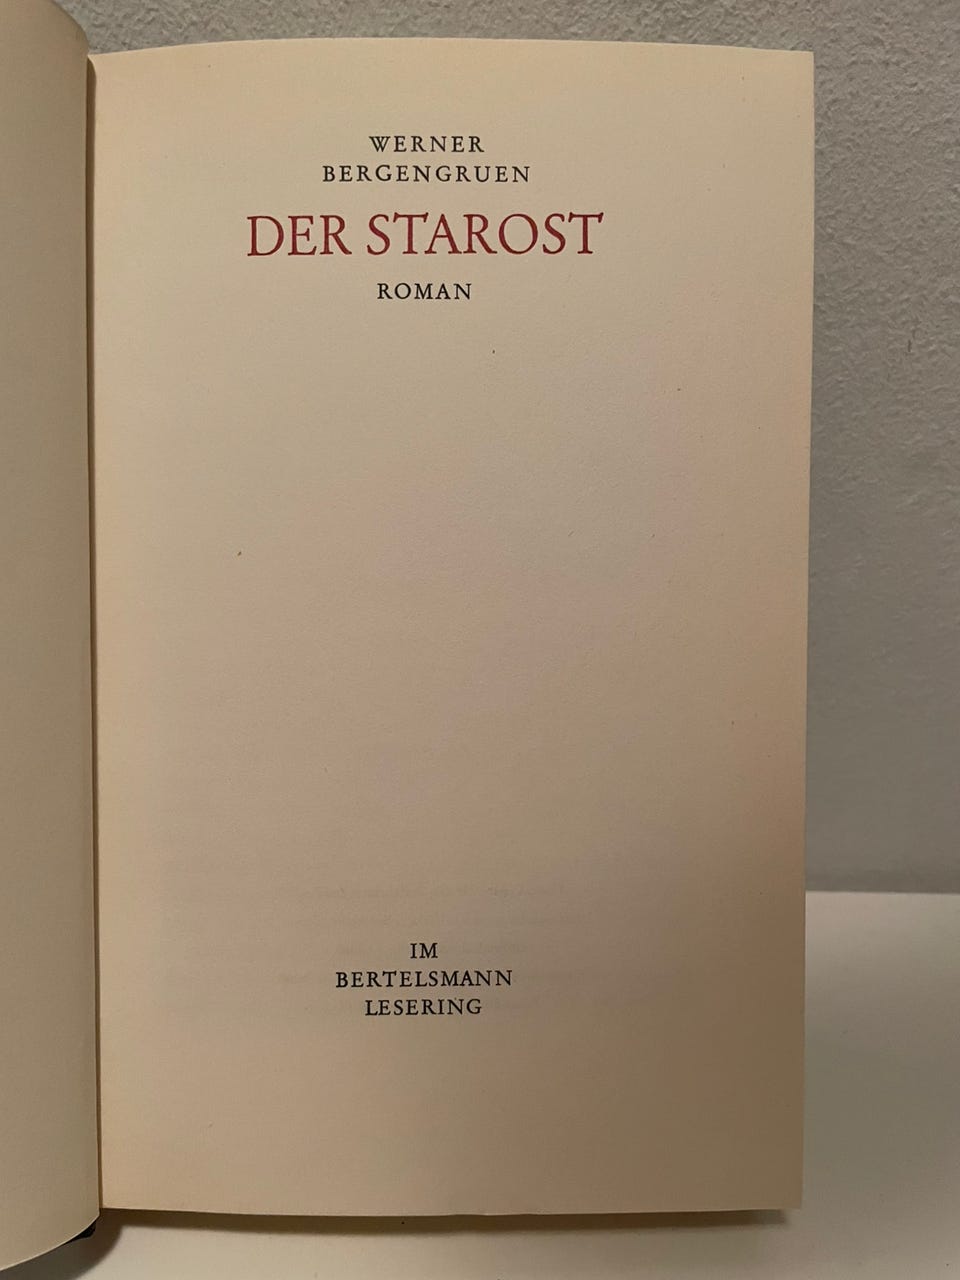 WERNER
BERGENGRUEN
DER STAROST
ROMAN
IM
BERTELSMANN
LESERING